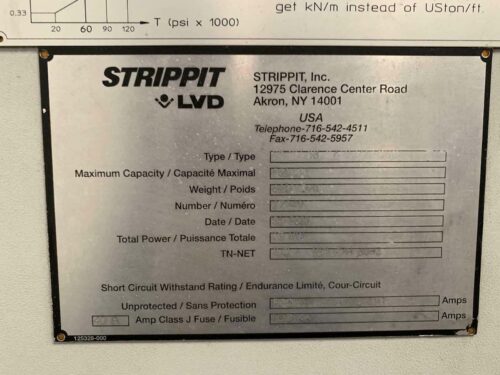 get kN/m instead of USton/ft.
0.33
T (psi x 1000)
20 60 90 120
STRIPPIT
LVD
STRIPPIT, Inc.
12975 Clarence Center Road
Akron, NY 14001
USA
Telephone-716-542-4511
Fax-716-542-5957
Type / Type
Maximum Capacity / Capacité Maximal
Weight / Poids
Number / Numéro
Date / Date
Total Power / Puissance Totale
TN-NET
Short Circuit Withstand Rating / Endurance Limité, Cour-Circuit
Unprotected / Sans Protection Amps
Amp Class J Fuse / Fusible Amps
125328-000